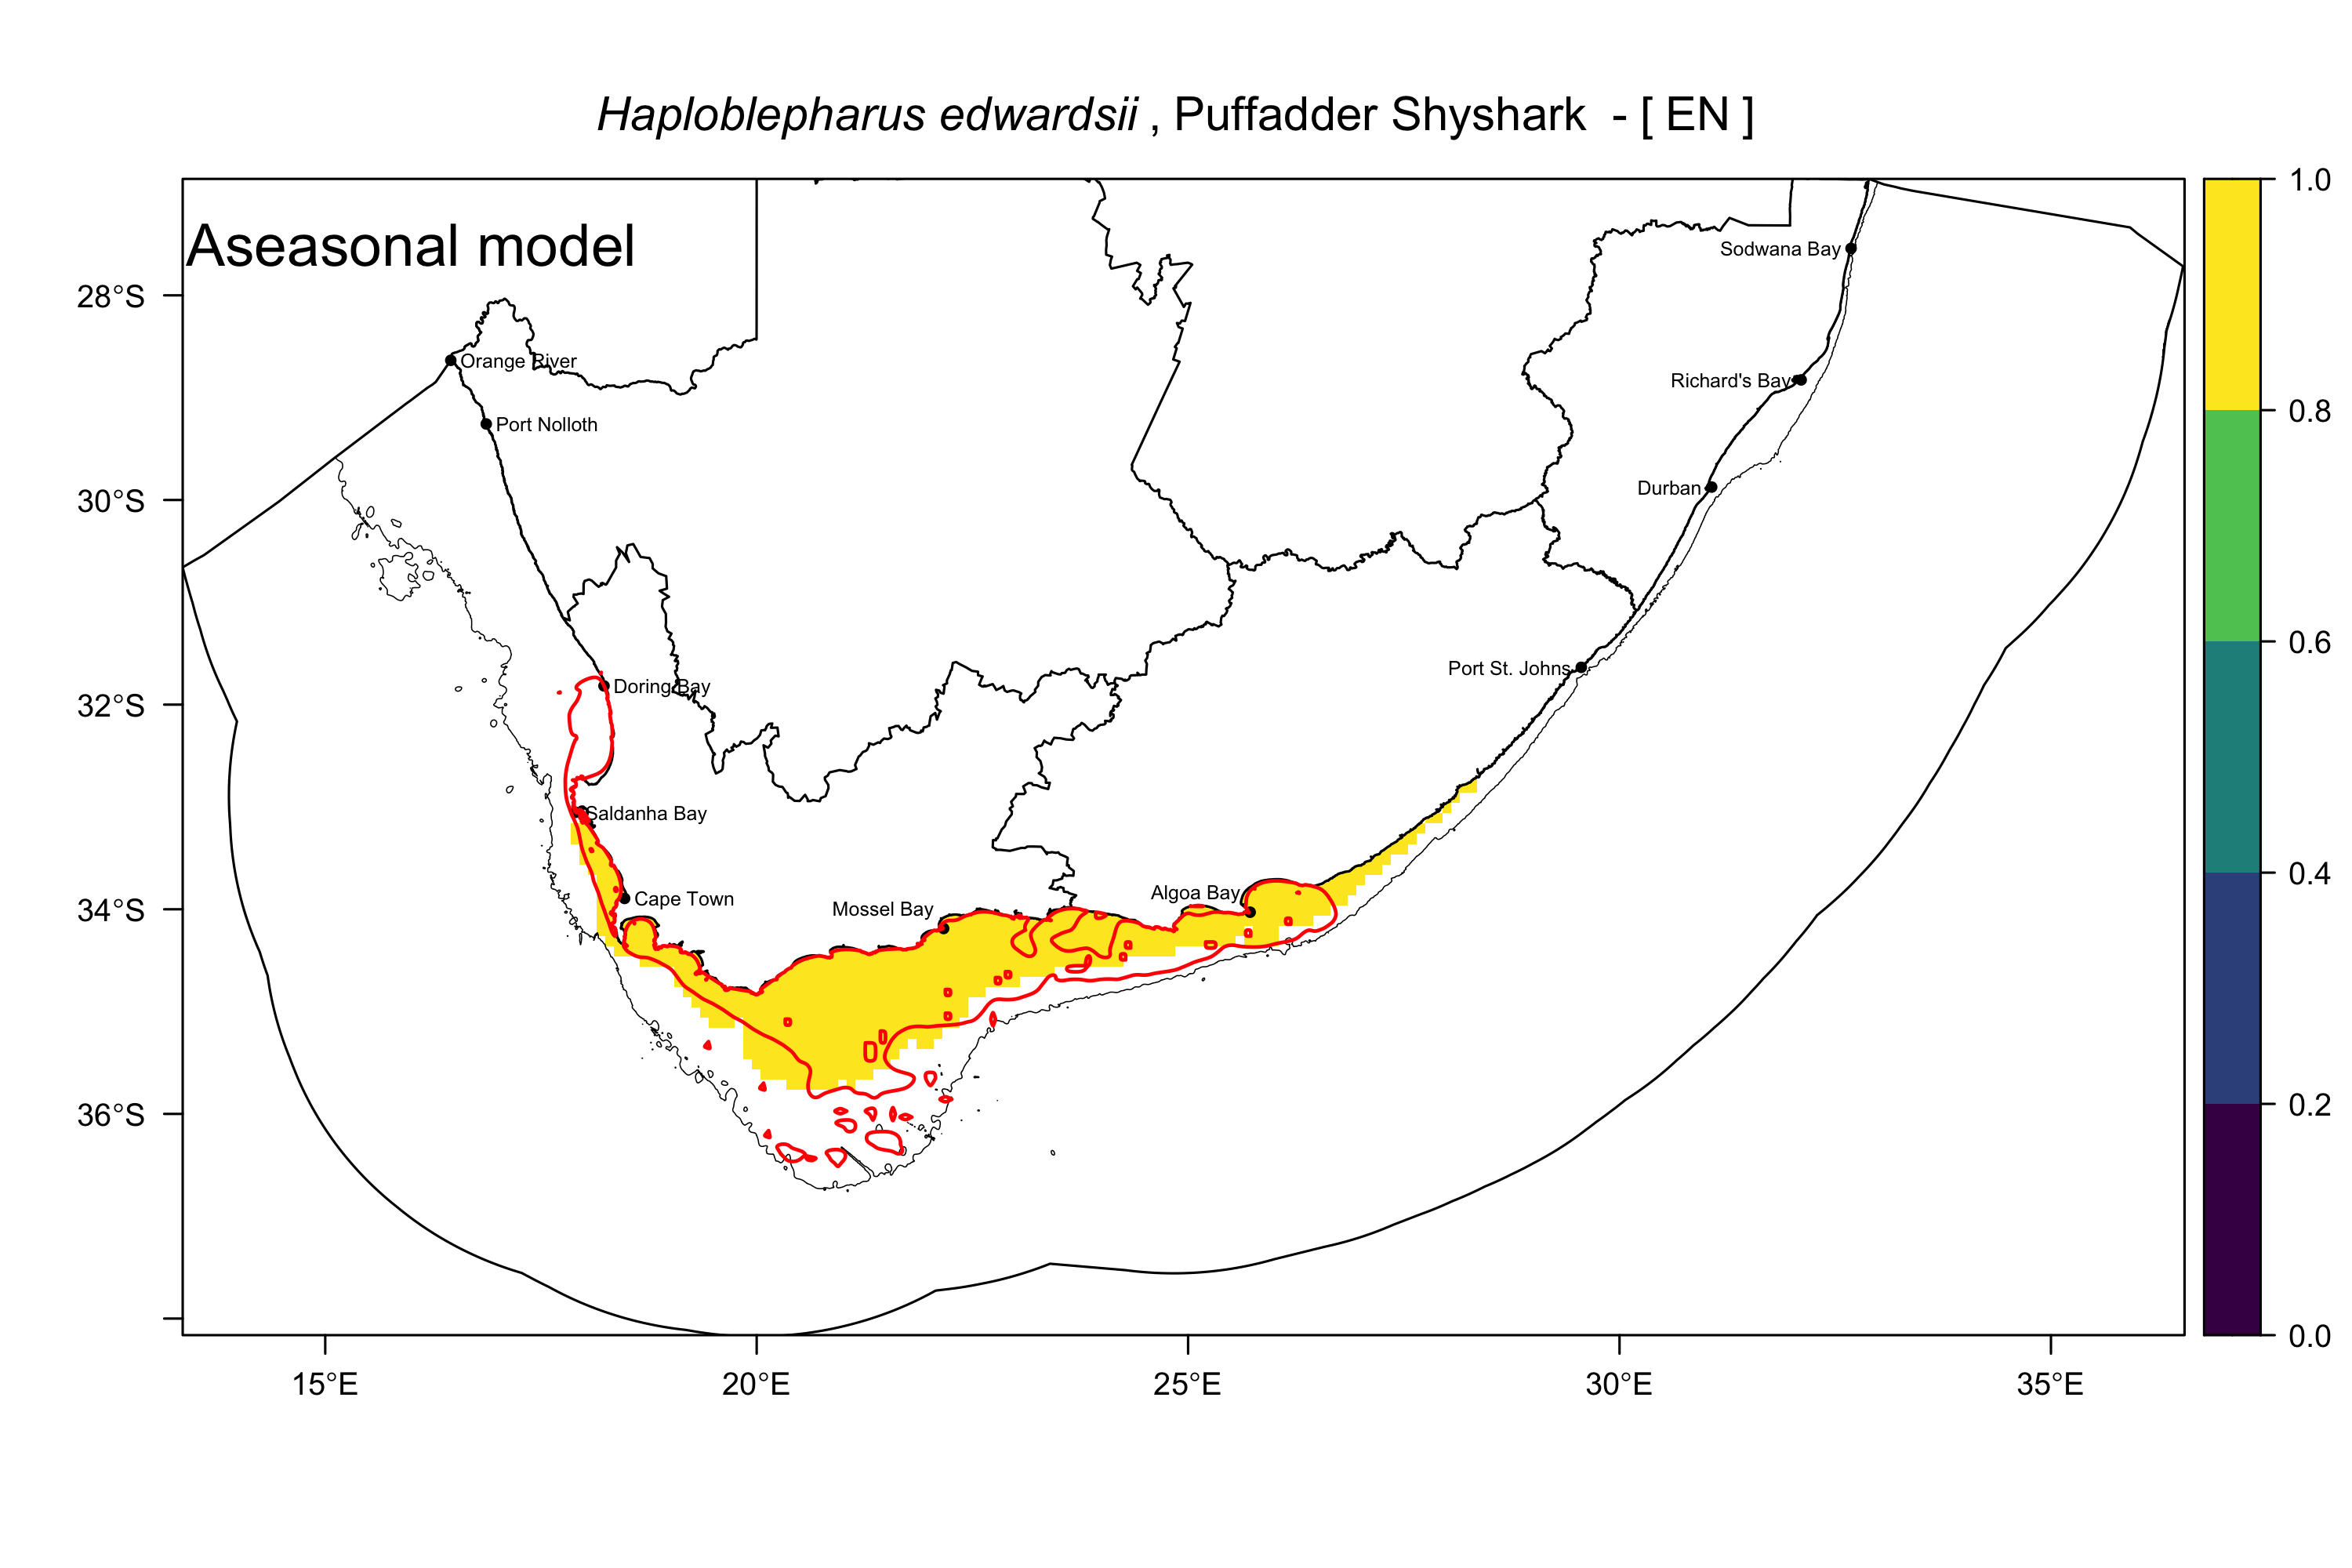 Haploblepharus edwardsii , Puffadder Shyshark - [ EN ]
Aseasonal model
1.0
0.8
0.6
0.4
0.2
0.0
28°S
30°S
32°S
34°S
36°S
Sodwana Bay
Orange River
Richard's Bay
Port Nolloth
Durban
Port St. Johns
Doring Bay
Saldanha Bay
Cape Town
Mossel Bay
Algoa Bay
15°E
20°E
25°E
30°E
35°E